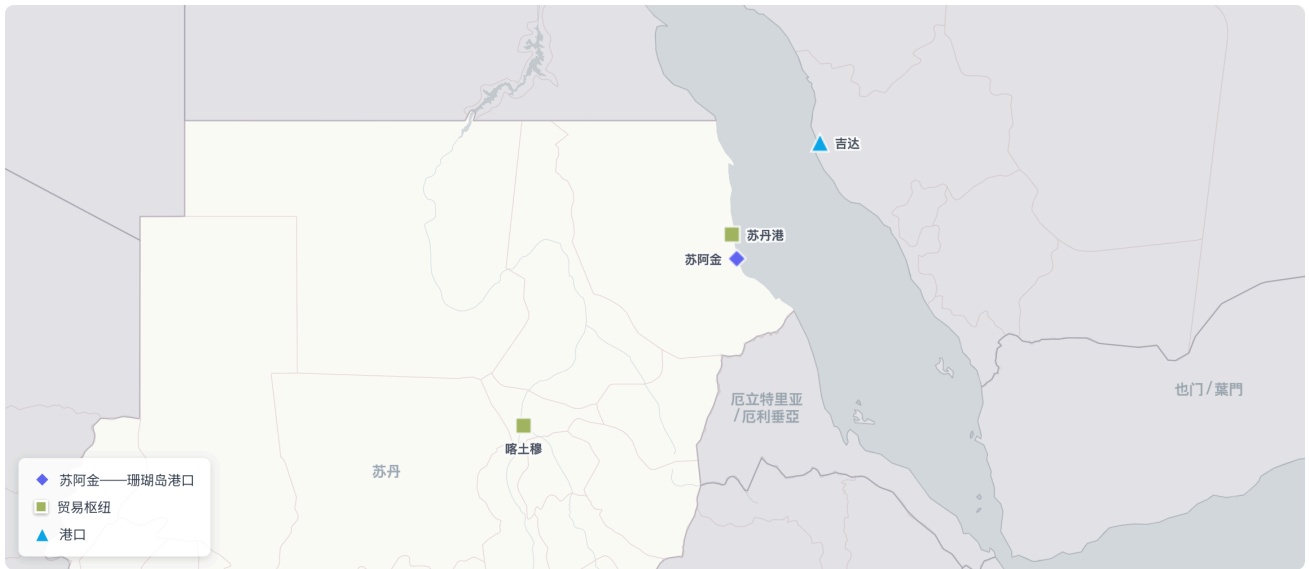 吉达
苏丹港
苏阿金
厄立特里亚
/厄利垂亞
也门/葉門
喀土穆
苏丹
苏阿金——珊瑚岛港口
贸易枢纽
港口